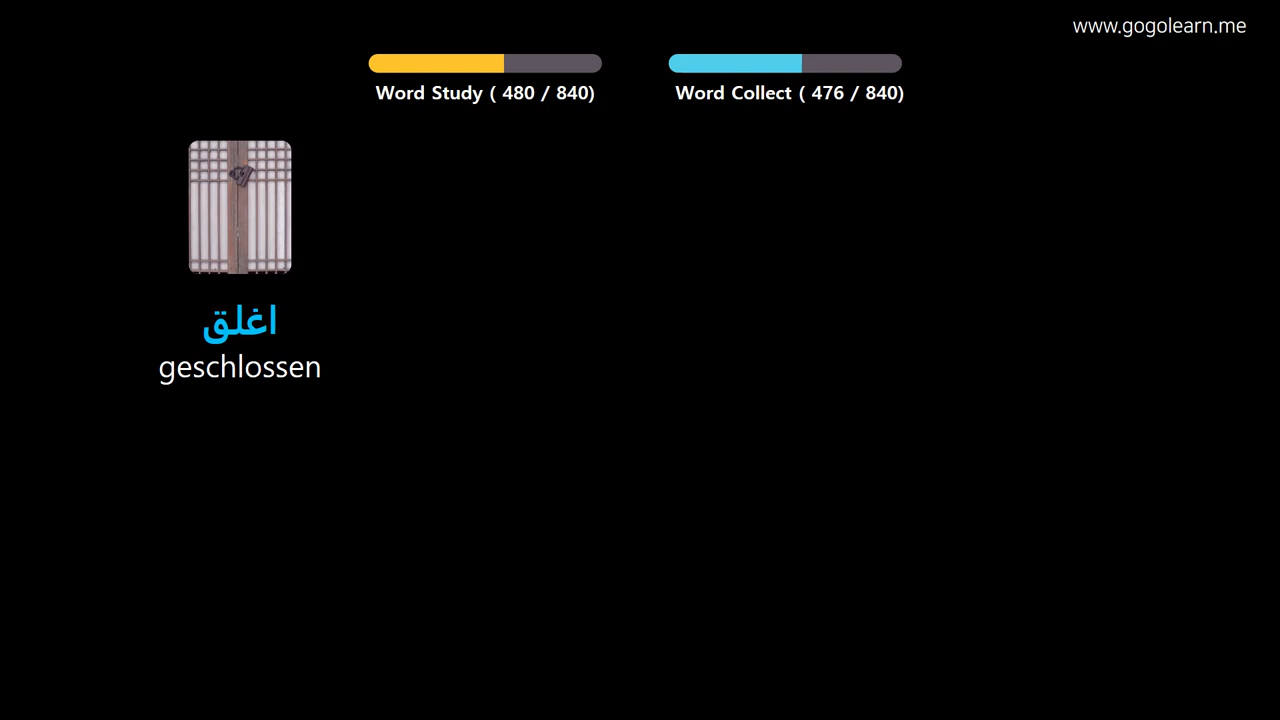 www.gogolearn.me
Word Study ( 480 / 840)
Word Collect ( 476 / 840)
اغلق
geschlossen